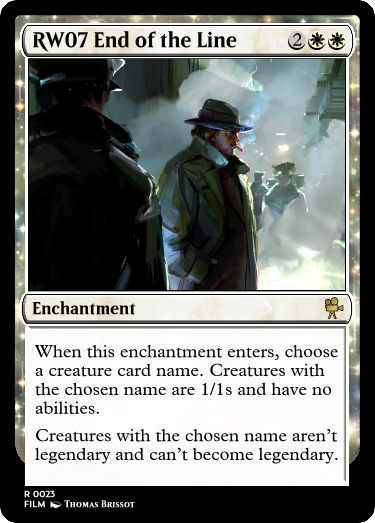 RW07 End of the Line 2
Enchantment
When this enchantment enters, choose
a creature card name. Creatures with
the chosen name are 1/1s and have no
abilities.
Creatures with the chosen name aren't
legendary and can't become legendary.
R 0023
FILM Thomas Brissot